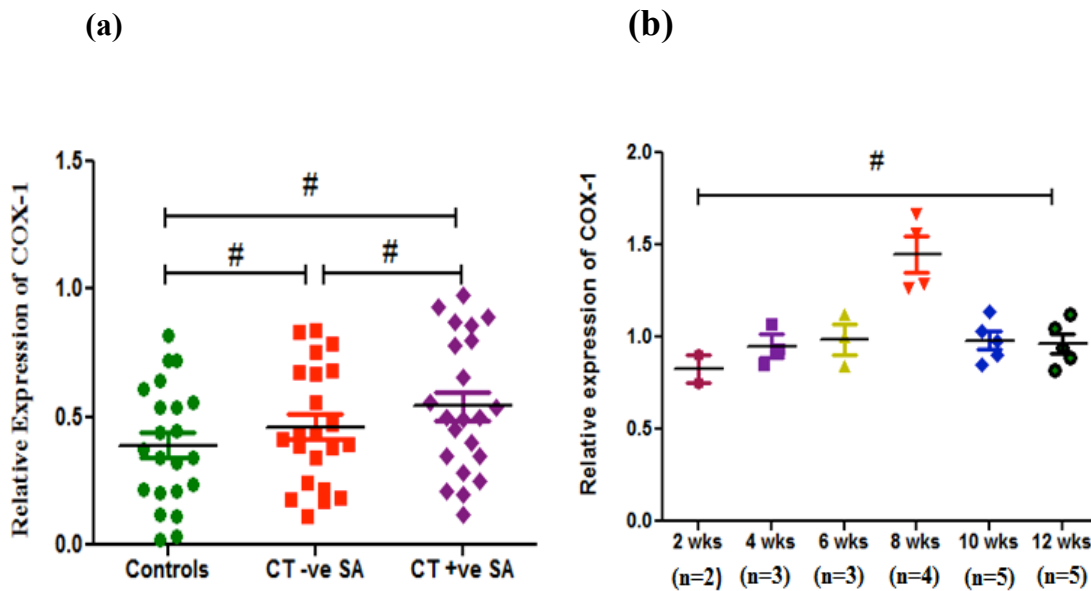 (a)
Relative Expression of COX-1
1.5
1.0
0.5
0.0
#
#
#
Controls
CT -ve SA
CT +ve SA
(b)
Relative expression of COX-1
2.0
1.5
1.0
0.5
0.0
#
2 wks
4 wks
6 wks
8 wks
10 wks
12 wks
(n=2)
(n=3)
(n=3)
(n=4)
(n=5)
(n=5)